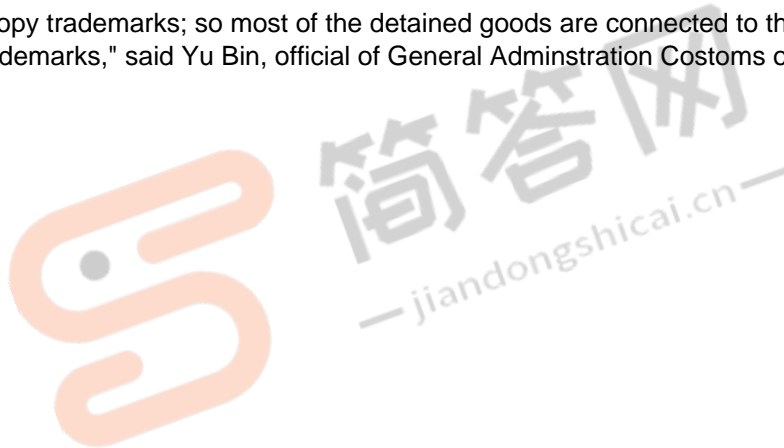 opy trademarks; so most of the detained goods are connected to th
demarks," said Yu Bin, official of General Adminstration Costoms o
简答网
jiandongshicai.cn